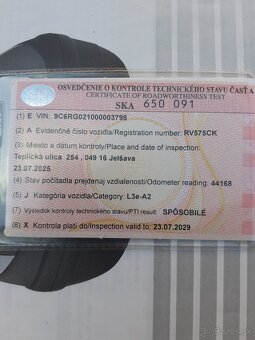 OSVEDČENIE O KONTROLE TECHNICKÉHO STAVU ČASŤ A
CERTIFICATE OF ROADWORTHINESS TEST
SKA 650 091
(1) E VIN: 9C6RG021000003798
(2) A Evidenčné číslo vozidla/Registration number: RV575CK
(3) Miesto a dátum kontroly/Place and date of inspection:
Teplická ulica 254 , 049 16 Jelšava
23.07.2025
(4) Stav počítadla prejdenej vzdialenosti/Odometer reading: 44168
(5) J Kategória vozidla/Category: L3e-A2
(7) Výsledok kontroly technického stavu/PTI result SPÔSOBILÉ
(8) X Kontrola platí do/Inspection valid to: 23.07.2029